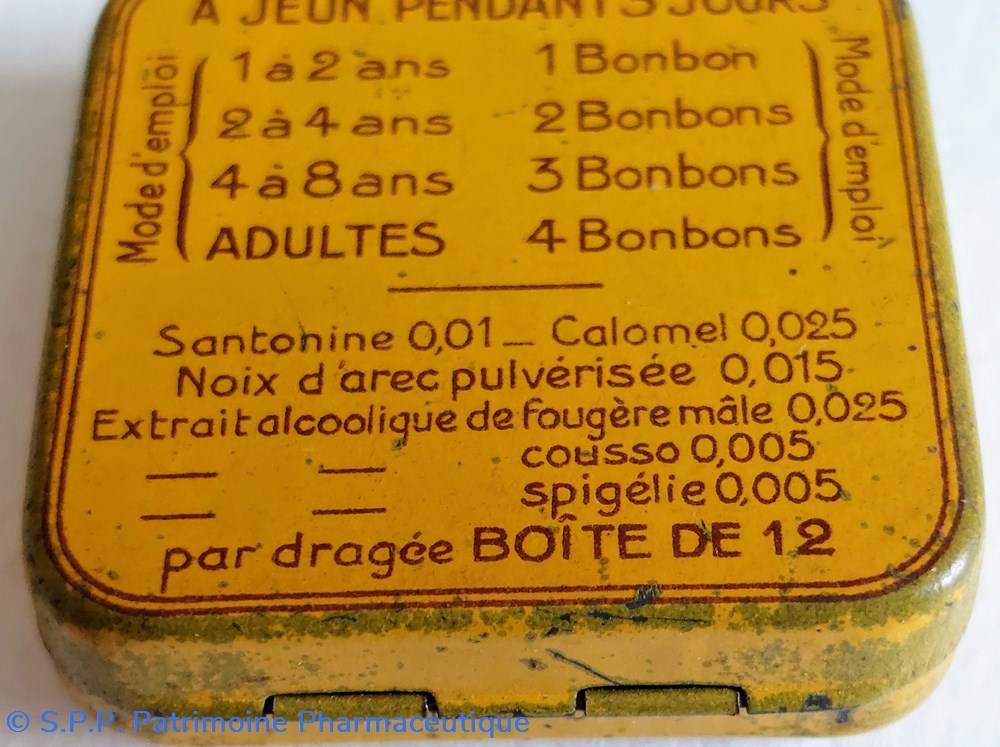 A JEUN PENDANT 3 JOURS
Mode d'emploi
1 à 2 ans 1 Bonbon
2 à 4 ans 2 Bonbons
4 à 8 ans 3 Bonbons
ADULTES 4 Bonbons
Mode d'emploi
Santonine 0,01 _ Calomel 0,025
Noix d'arec pulvérisée 0,015
Extrait alcoolique de fougère mâle 0,025
— — cousso 0,005
— — spigélie 0,005
par dragée BOÎTE DE 12
© S.P.P. Patrimoine Pharmaceutique